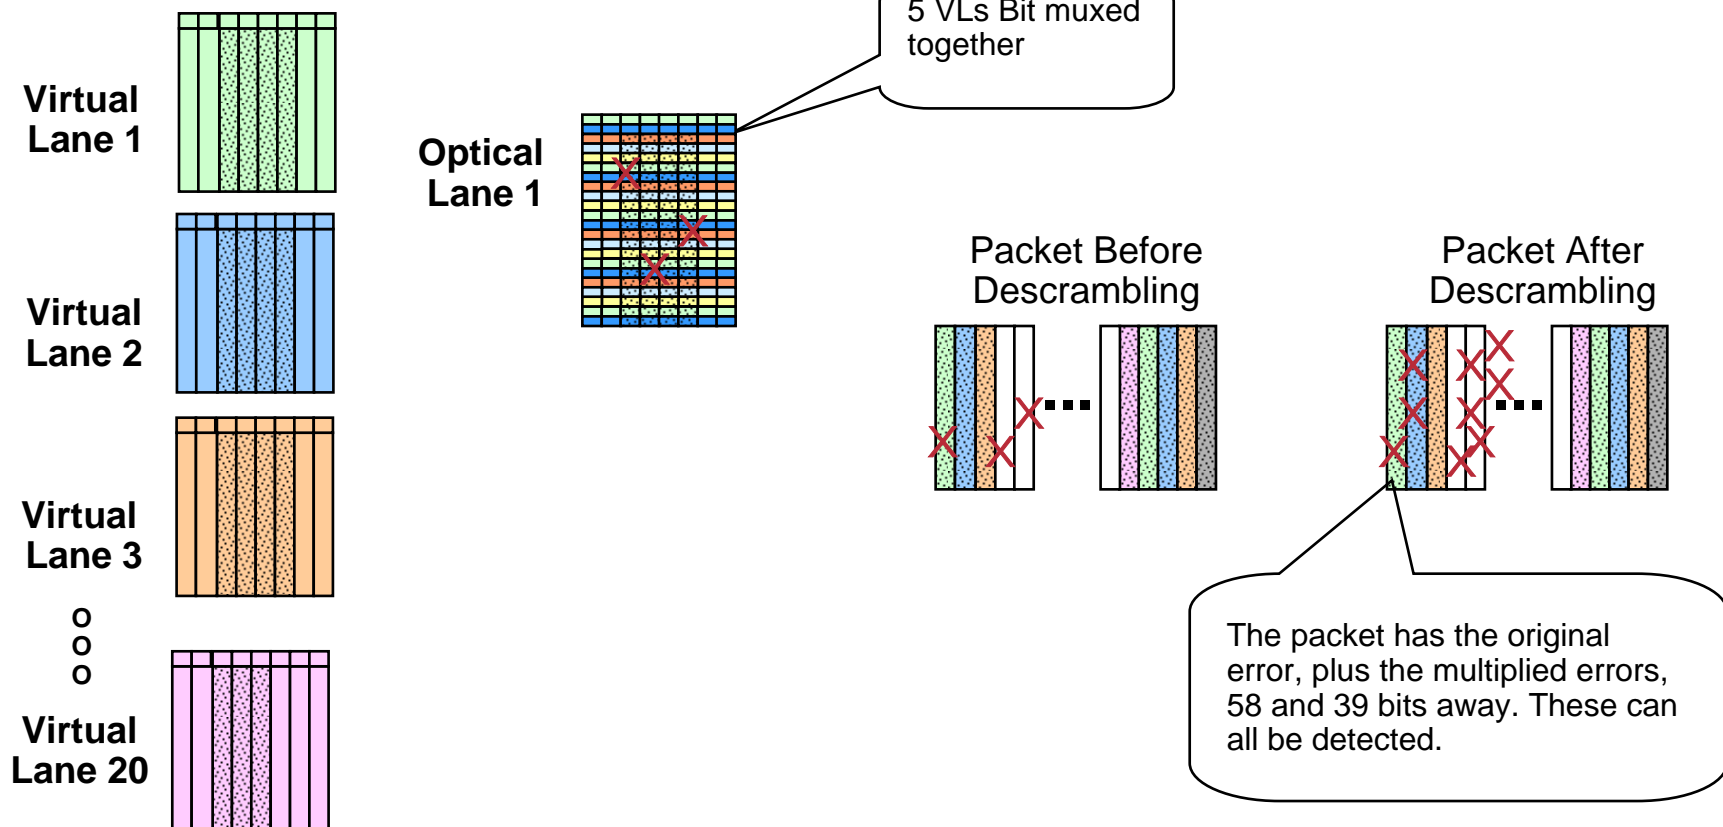 5 VLs Bit muxed
together
Virtual
Lane 1
Optical
Lane 1
Virtual
Lane 2
Packet Before
Descrambling
Packet After
Descrambling
Virtual
Lane 3
o
o
o
Virtual
Lane 20
The packet has the original
error, plus the multiplied errors,
58 and 39 bits away. These can
all be detected.